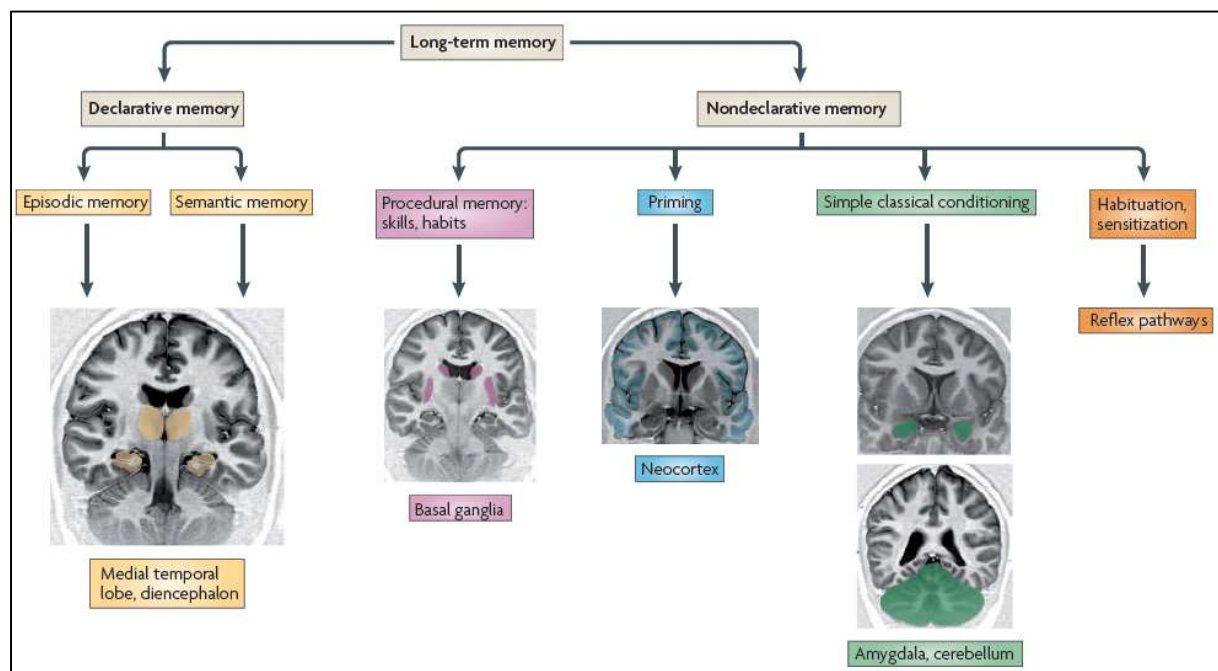 Long-term memory
Declarative memory
Nondeclarative memory
Episodic memory
Semantic memory
Procedural memory:
skills, habits
Priming
Simple classical conditioning
Habituation,
sensitization
Reflex pathways
Neocortex
Basal ganglia
Medial temporal
lobe, diencephalon
Amygdala, cerebellum